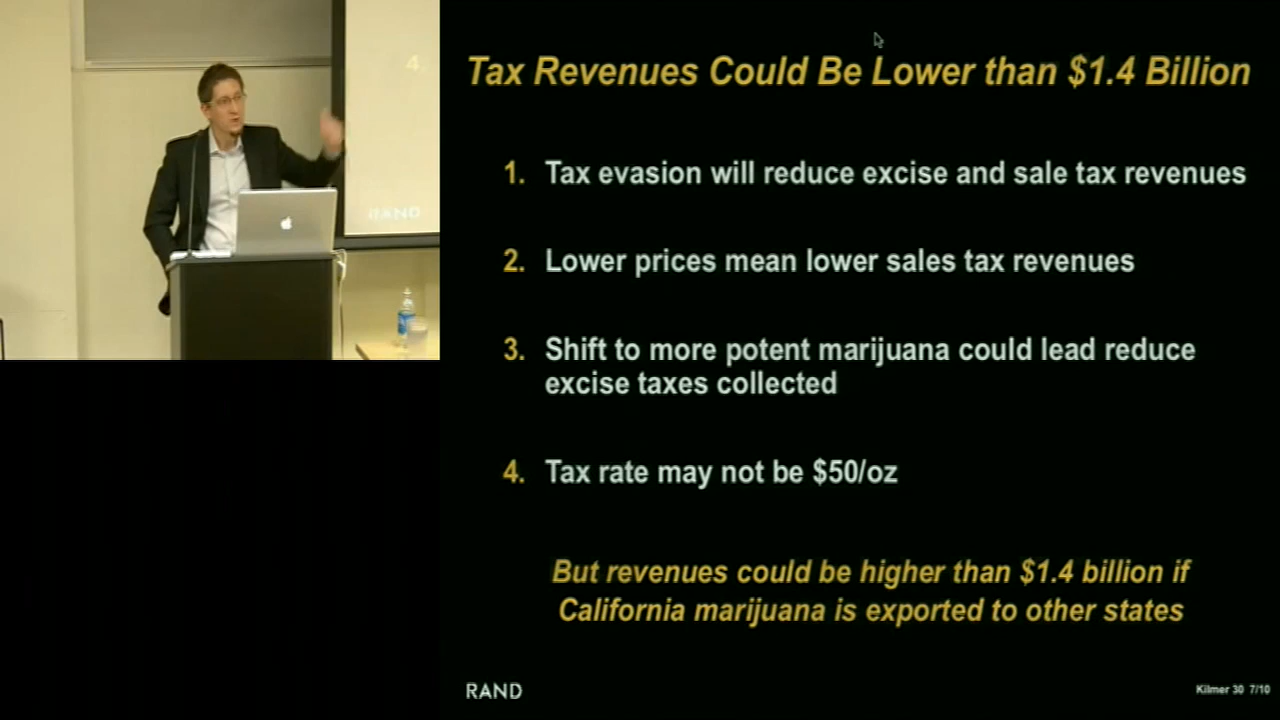 4.
RAND
Tax Revenues Could Be Lower than $1.4 Billion
1. Tax evasion will reduce excise and sale tax revenues
2. Lower prices mean lower sales tax revenues
3. Shift to more potent marijuana could lead reduce
excise taxes collected
4. Tax rate may not be $50/oz
But revenues could be higher than $1.4 billion if
California marijuana is exported to other states
RAND
Kilmer 30 7/10